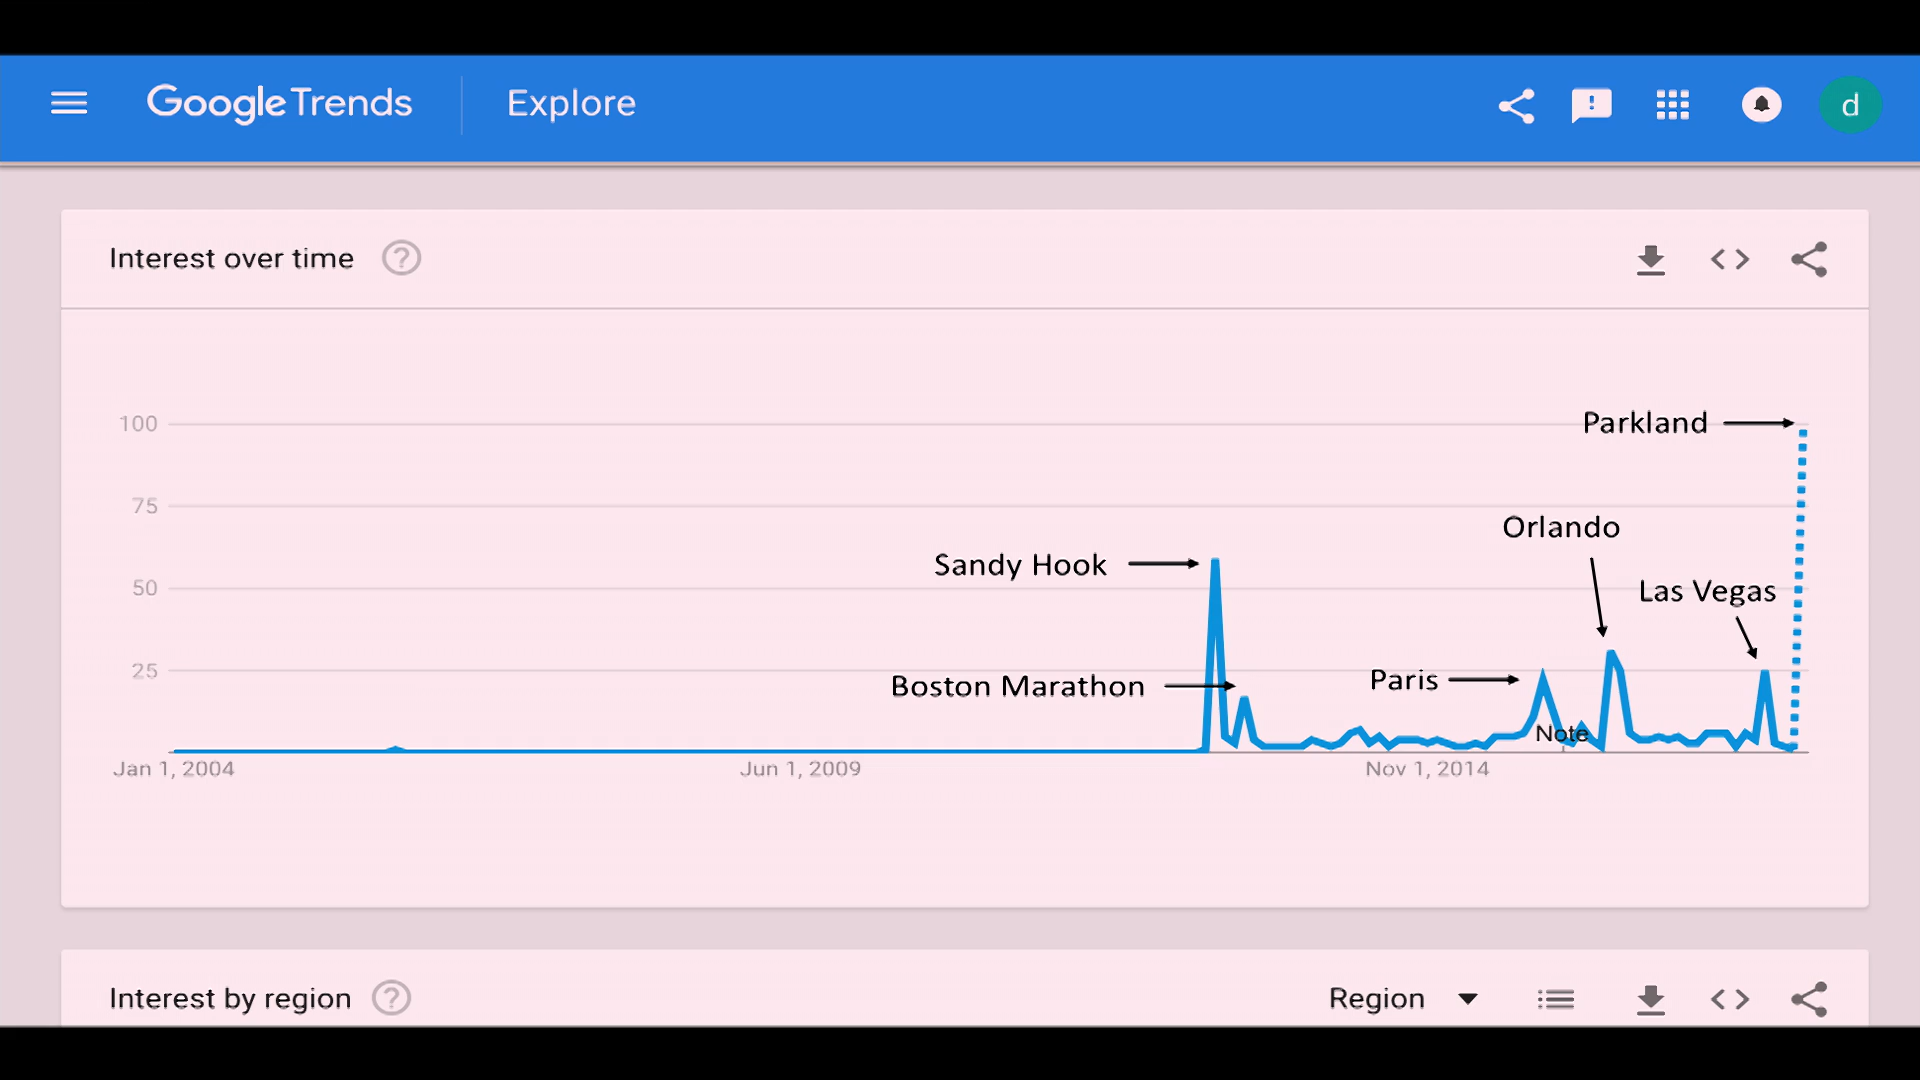 Google Trends Explore d
Interest over time ?
100
Parkland
75
Orlando
Sandy Hook
50
Las Vegas
25
Paris
Boston Marathon
Note
Jan 1, 2004 Jun 1, 2009 Nov 1, 2014
Interest by region ? Region